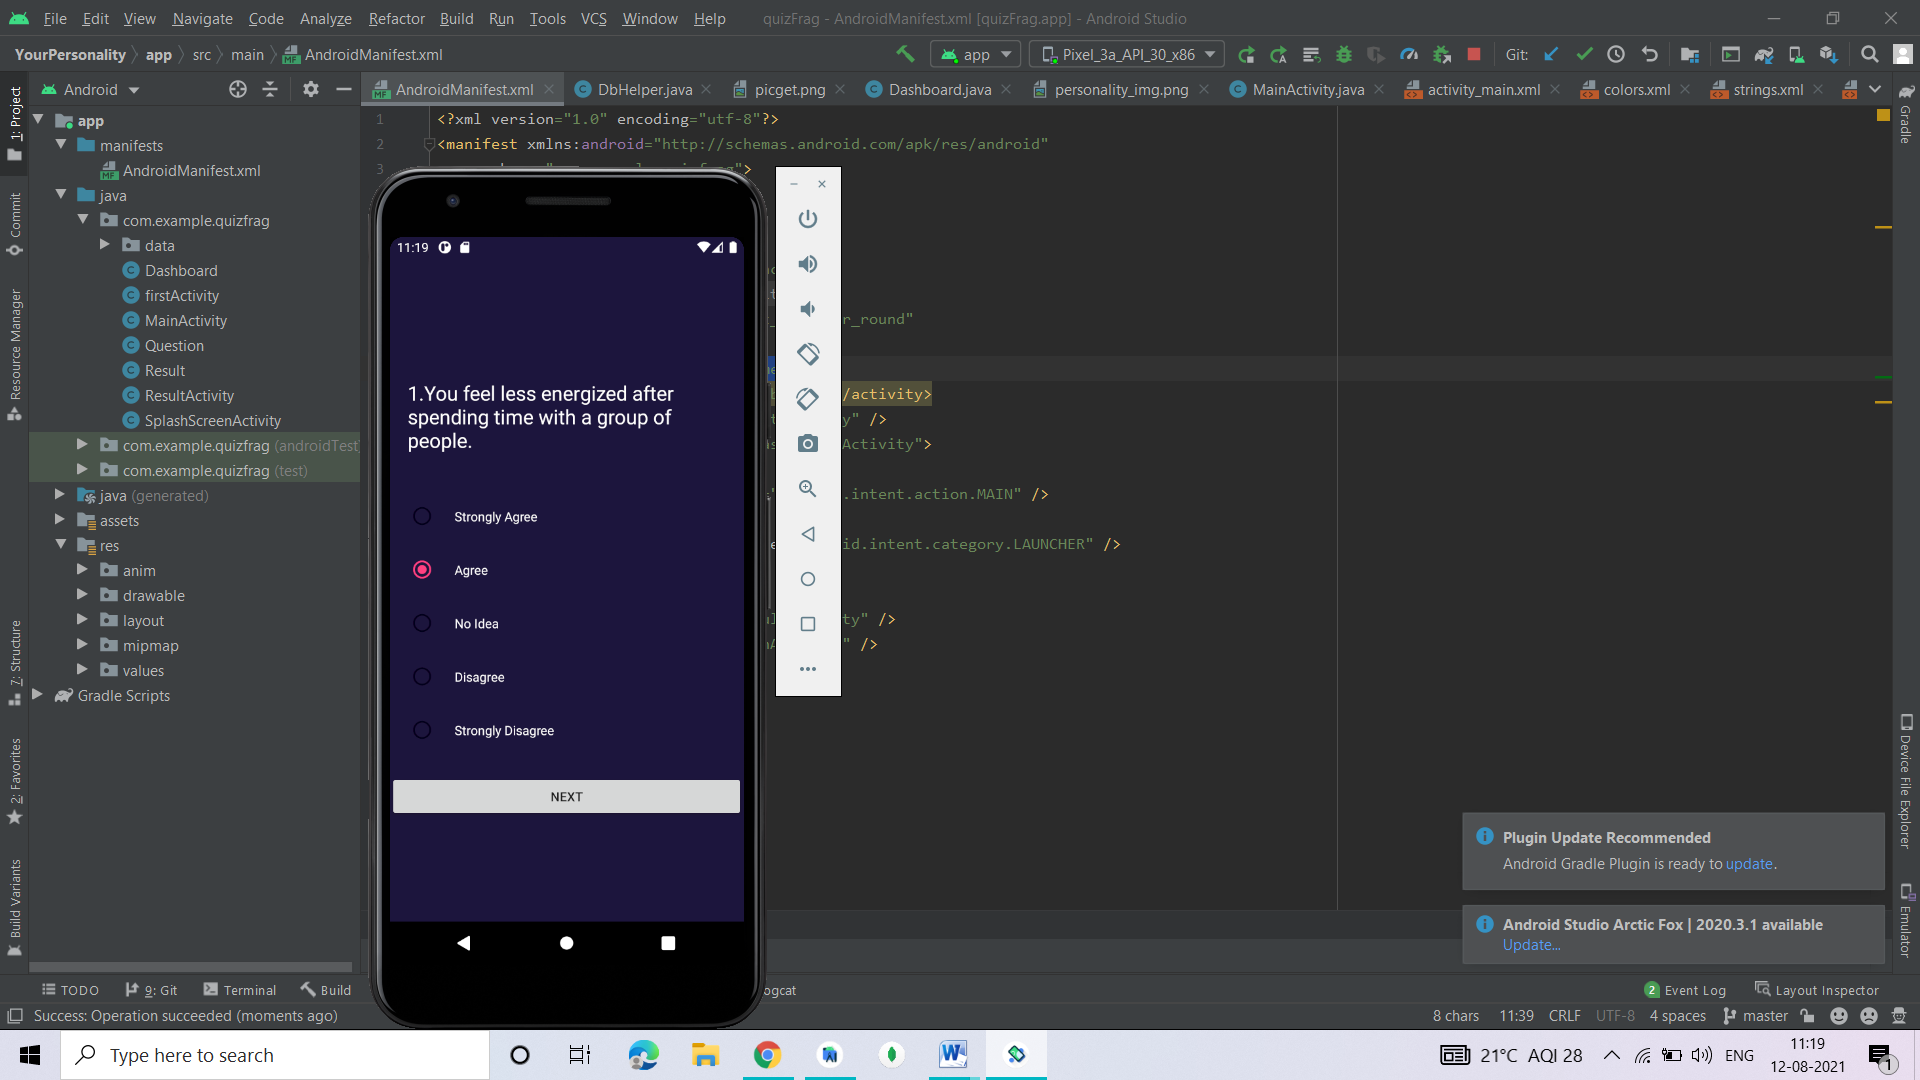 File Edit View Navigate Code Analyze Refactor Build Run Tools VCS Window Help quizFrag - AndroidManifest.xml [quizFrag.app] - Android Studio
YourPersonality app src main AndroidManifest.xml app Pixel_3a_API_30_x86 Git:
Android AndroidManifest.xml DbHelper.java picget.png Dashboard.java personality_img.png MainActivity.java activity_main.xml colors.xml strings.xml
1: Project
Commit
Resource Manager
7: Structure
2: Favorites
Build Variants
app
manifests
AndroidManifest.xml
java
com.example.quizfrag
data
Dashboard
firstActivity
MainActivity
Question
Result
ResultActivity
SplashScreenActivity
com.example.quizfrag (androidTest
com.example.quizfrag (test)
java (generated)
assets
res
anim
drawable
layout
mipmap
values
Gradle Scripts
1 <?xml version="1.0" encoding="utf-8"?>
2 <manifest xmlns:android="http://schemas.android.com/apk/res/android"
3 ">
r_round"
/activity>
y" />
Activity">
.intent.action.MAIN" />
id.intent.category.LAUNCHER" />
ty" />
" />
11:19
1.You feel less energized after
spending time with a group of
people.
Strongly Agree
Agree
No Idea
Disagree
Strongly Disagree
NEXT
Gradle
Device File Explorer
Emulator
Plugin Update Recommended
Android Gradle Plugin is ready to update.
Android Studio Arctic Fox | 2020.3.1 available
Update...
TODO 9: Git Terminal Build ogcat 2 Event Log Layout Inspector
Success: Operation succeeded (moments ago) 8 chars 11:39 CRLF UTF-8 4 spaces master
Type here to search 21°C AQI 28 ENG 11:19
12-08-2021 1